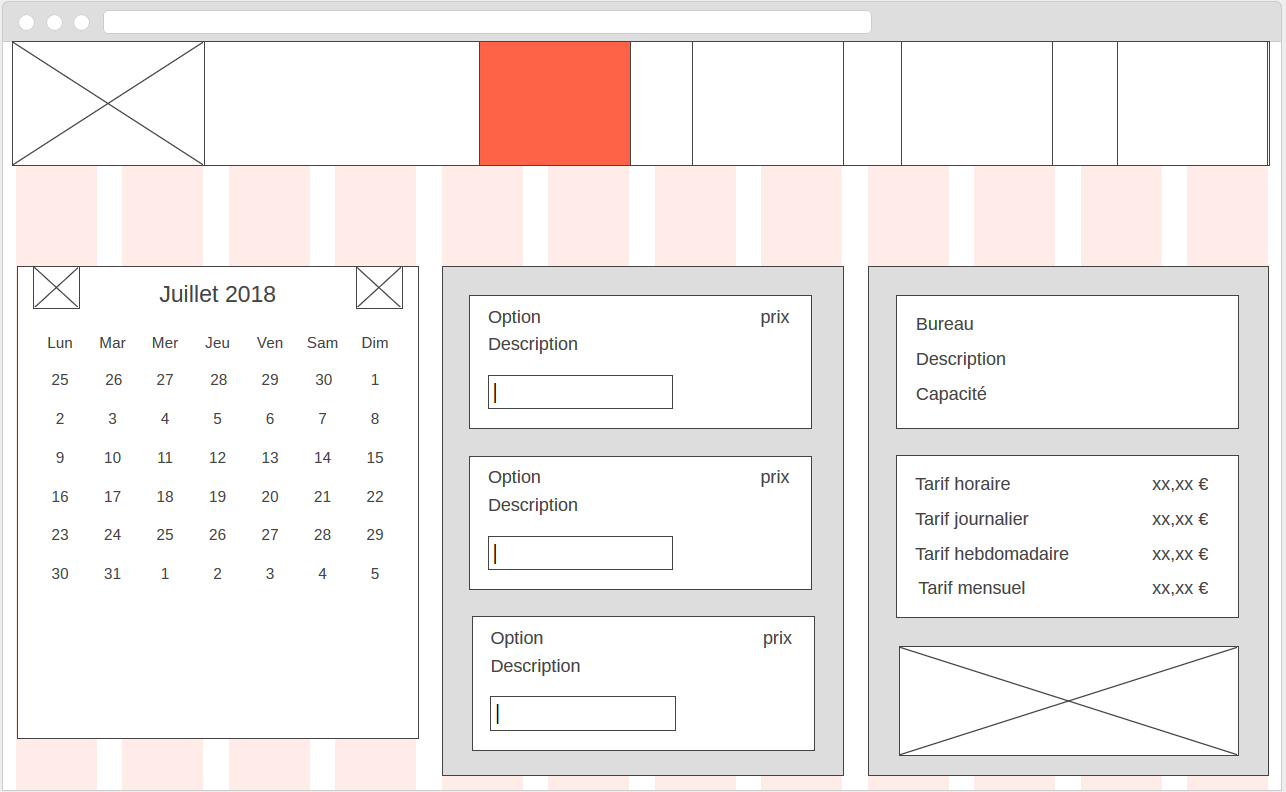 Juillet 2018
Lun Mar Mer Jeu Ven Sam Dim
25 26 27 28 29 30 1
2 3 4 5 6 7 8
9 10 11 12 13 14 15
16 17 18 19 20 21 22
23 24 25 26 27 28 29
30 31 1 2 3 4 5
Option prix
Description
Option prix
Description
Option prix
Description
Bureau
Description
Capacité
Tarif horaire xx,xx €
Tarif journalier xx,xx €
Tarif hebdomadaire xx,xx €
Tarif mensuel xx,xx €